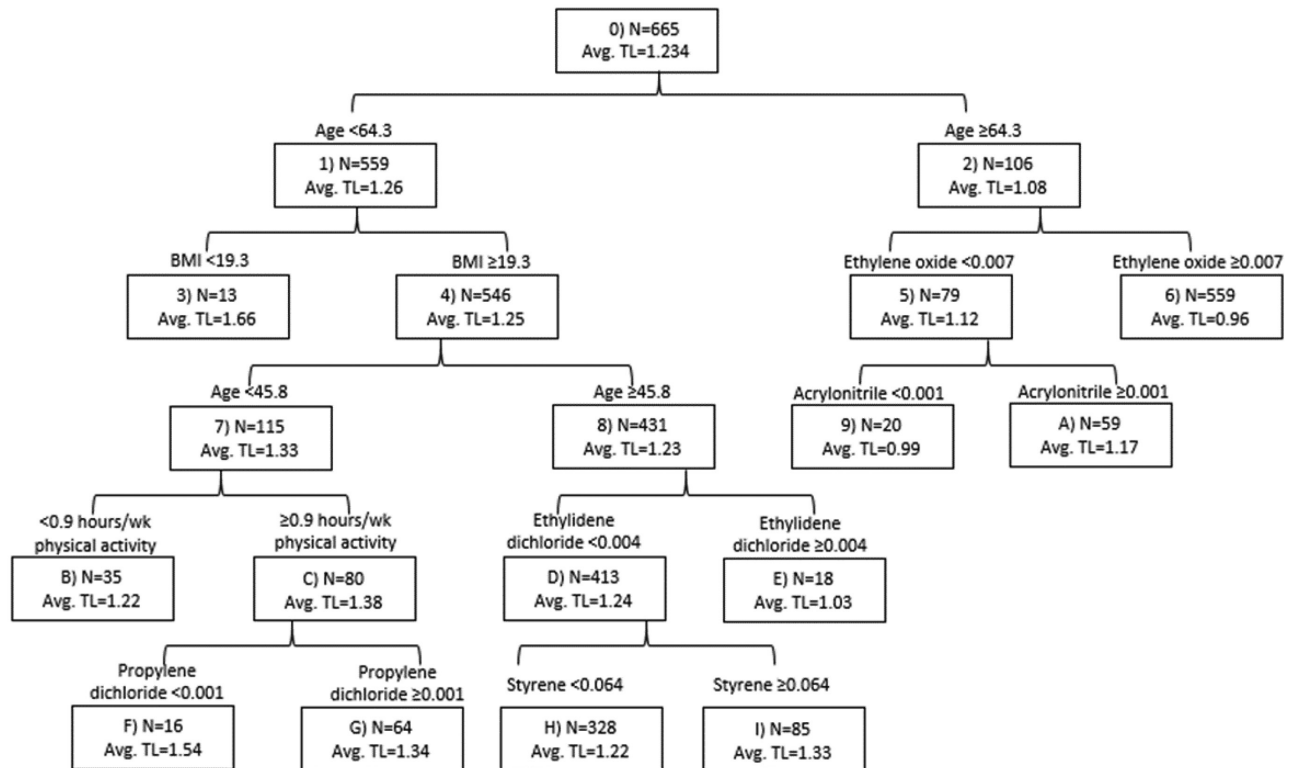 0) N=665
Avg. TL=1.234
Age <64.3
1) N=559
Avg. TL=1.26
Age ≥64.3
2) N=106
Avg. TL=1.08
BMI <19.3
3) N=13
Avg. TL=1.66
BMI ≥19.3
4) N=546
Avg. TL=1.25
Ethylene oxide <0.007
5) N=79
Avg. TL=1.12
Ethylene oxide ≥0.007
6) N=559
Avg. TL=0.96
Age <45.8
7) N=115
Avg. TL=1.33
Age ≥45.8
8) N=431
Avg. TL=1.23
Acrylonitrile <0.001
9) N=20
Avg. TL=0.99
Acrylonitrile ≥0.001
A) N=59
Avg. TL=1.17
<0.9 hours/wk
physical activity
B) N=35
Avg. TL=1.22
≥0.9 hours/wk
physical activity
C) N=80
Avg. TL=1.38
Ethylidene
dichloride <0.004
D) N=413
Avg. TL=1.24
Ethylidene
dichloride ≥0.004
E) N=18
Avg. TL=1.03
Propylene
dichloride <0.001
F) N=16
Avg. TL=1.54
Propylene
dichloride ≥0.001
G) N=64
Avg. TL=1.34
Styrene <0.064
H) N=328
Avg. TL=1.22
Styrene ≥0.064
I) N=85
Avg. TL=1.33